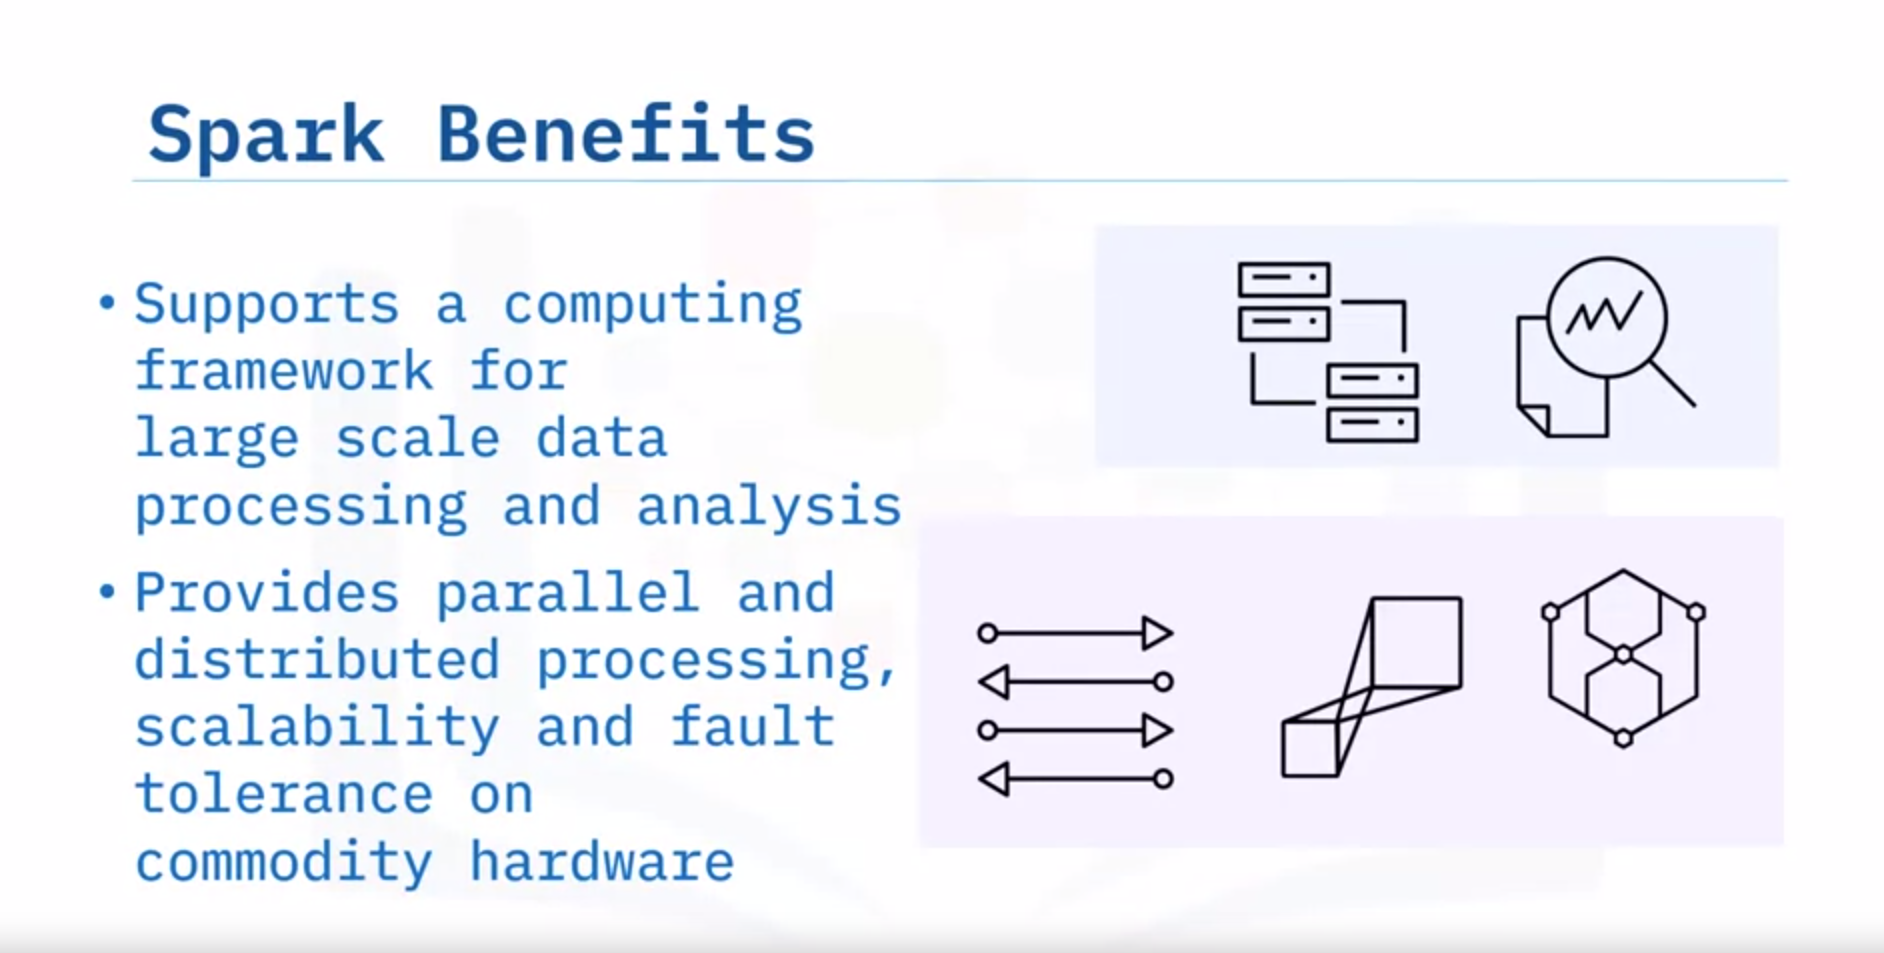 Spark Benefits
• Supports a computing
framework for
large scale data
processing and analysis
• Provides parallel and
distributed processing,
scalability and fault
tolerance on
commodity hardware